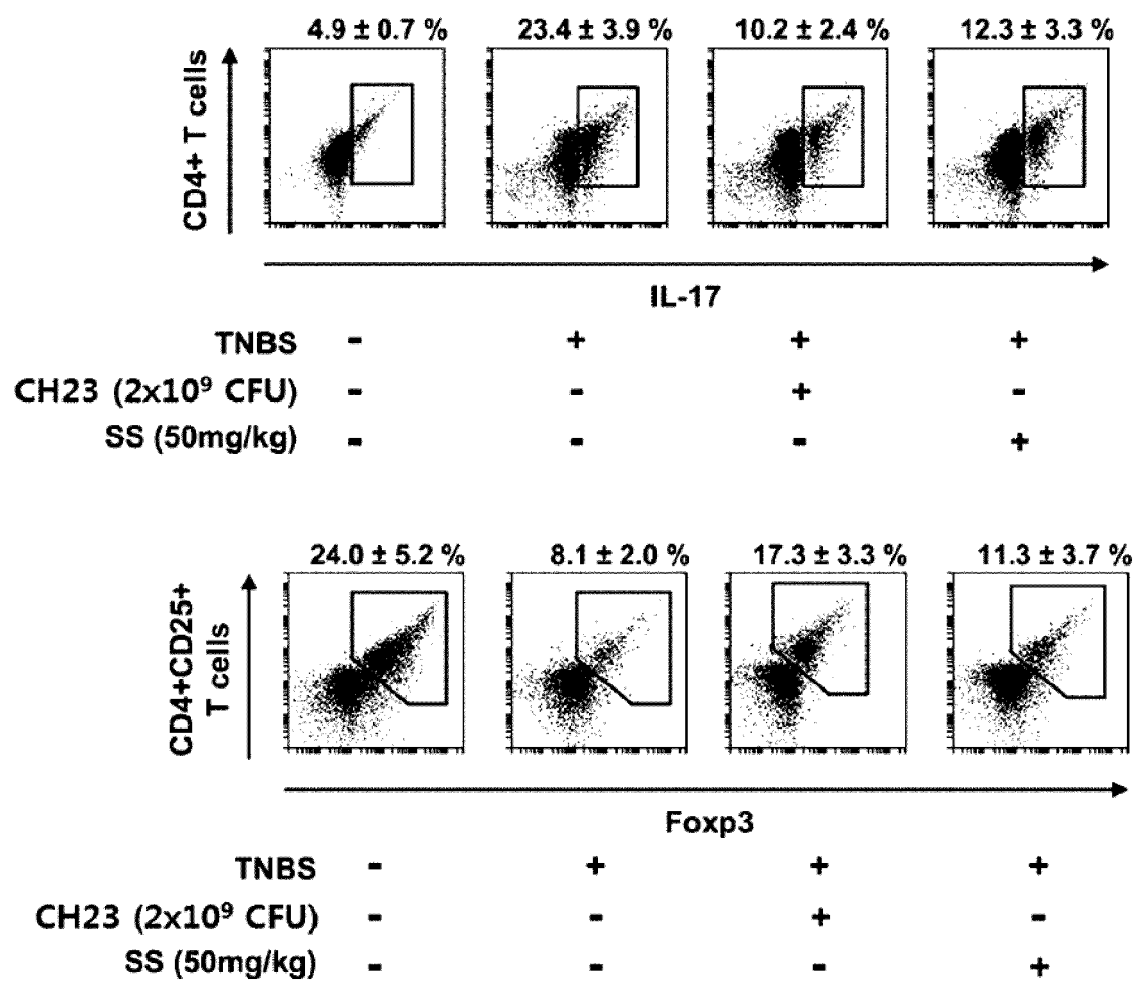 4.9 ± 0.7 % 23.4 ± 3.9 % 10.2 ± 2.4 % 12.3 ± 3.3 %
CD4+ T cells
IL-17
TNBS - + + +
CH23 (2x10⁹ CFU) - - + -
SS (50mg/kg) - - - +
24.0 ± 5.2 % 8.1 ± 2.0 % 17.3 ± 3.3 % 11.3 ± 3.7 %
CD4+CD25+
T cells
Foxp3
TNBS - + + +
CH23 (2x10⁹ CFU) - - + -
SS (50mg/kg) - - - +